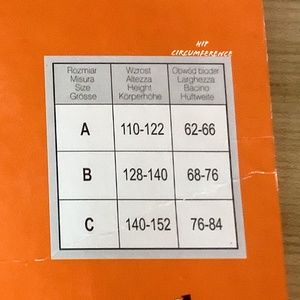 HIP
CIRCUMFERENCE
Rozmiar Wzrost Obwód bioder
Misura Altezza Larghezza
Size Height Bacino
Grösse Körperhöhe Hüftweite
A 110-122 62-66
B 128-140 68-76
C 140-152 76-84